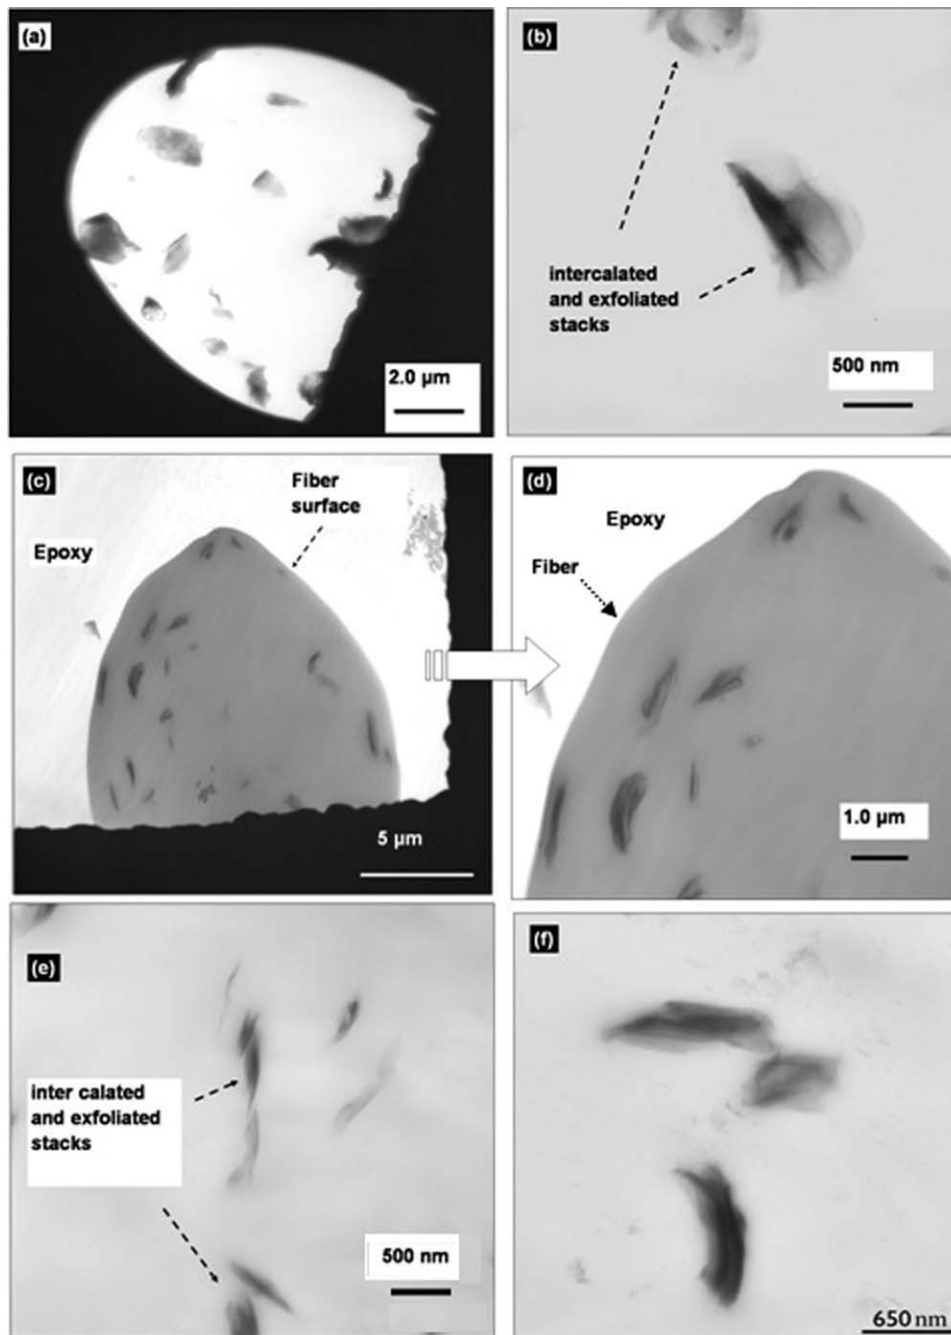 (a)
2.0 µm
(b)
intercalated
and exfoliated
stacks
500 nm
(c)
Fiber
surface
Epoxy
5 µm
(d)
Epoxy
Fiber
1.0 µm
(e)
inter calated
and exfoliated
stacks
500 nm
(f)
650 nm